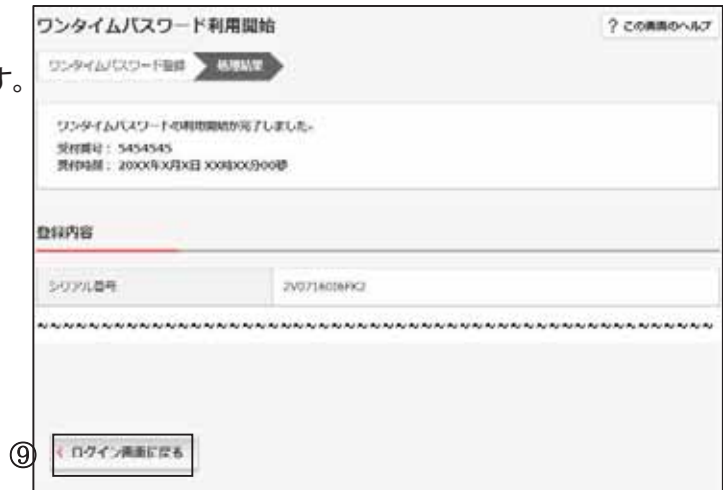 ワンタイムパスワード利用開始
? この画面のヘルプ
ワンタイムパスワード登録
処理結果
す。
ワンタイムパスワードの利用開始が完了しました。
受付番号： 5454545
受付時刻： 20XX年X月X日 XX時XX分00秒
登録内容
シリアル番号
⑨
ログイン画面に戻る